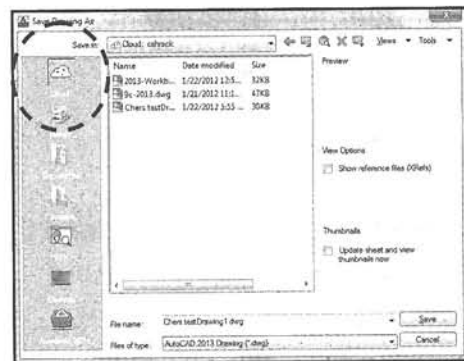 Save Drawing As
Save in: Cloud: cshrock Views Tools
Name Date modified Size Preview
2013-Workb... 1/22/2012 12:5... 32KB
9c-2013.dwg 1/21/2012 11:1... 47KB
Chers testDr... 1/22/2012 3:55 ... 30KB
View Options
Show reference files (XRefs)
Thumbnails
Update sheet and view
thumbnails now
File name: Chers testDrawing1.dwg Save
Files of type: AutoCAD 2013 Drawing (*.dwg) Cancel